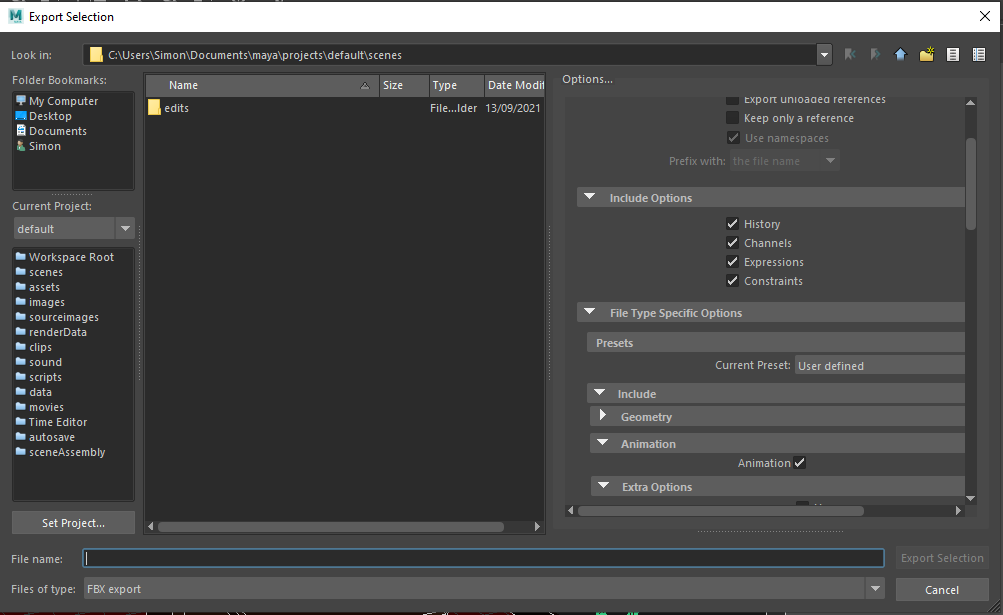 Export Selection
Look in:
C:\Users\Simon\Documents\maya\projects\default\scenes
Folder Bookmarks:
My Computer
Desktop
Documents
Simon
Current Project:
default
Workspace Root
scenes
assets
images
sourceimages
renderData
clips
sound
scripts
data
movies
Time Editor
autosave
sceneAssembly
Set Project...
Name Size Type Date Modif
edits File...lder 13/09/2021
Options...
Export unloaded references
Keep only a reference
Use namespaces
Prefix with: the file name
Include Options
History
Channels
Expressions
Constraints
File Type Specific Options
Presets
Current Preset: User defined
Include
Geometry
Animation
Animation
Extra Options
File name:
Export Selection
Files of type: FBX export
Cancel